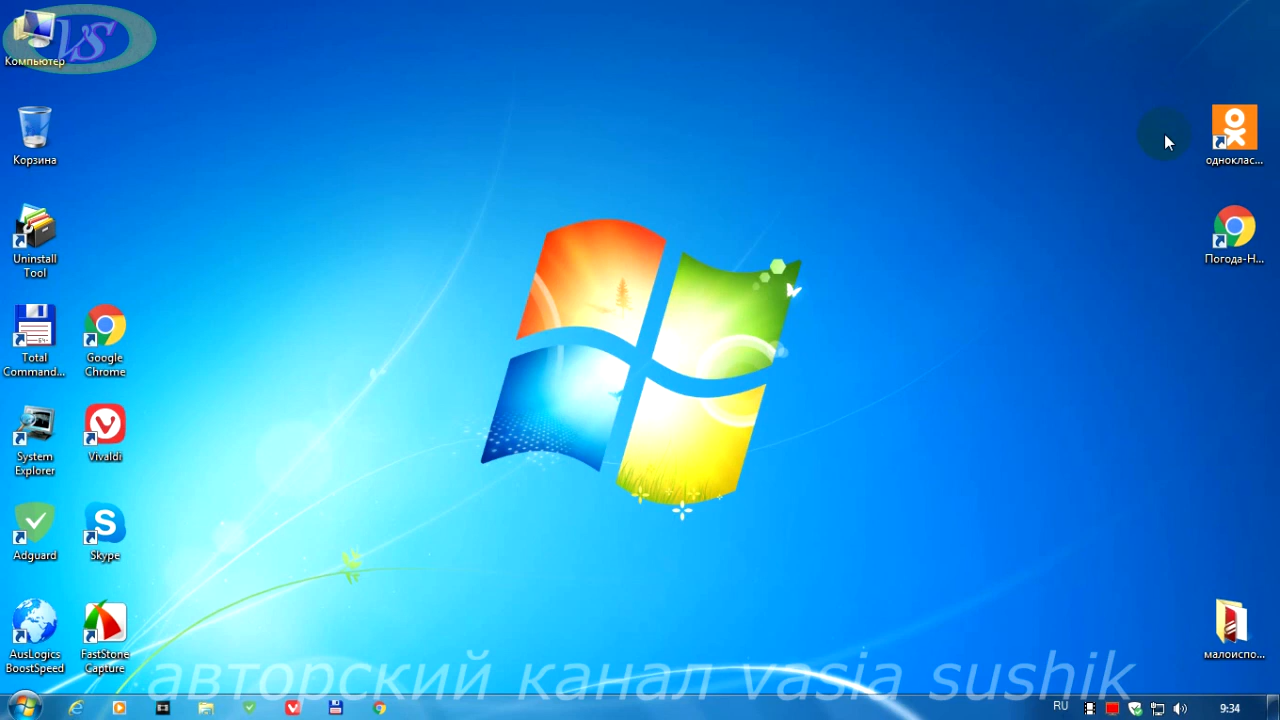 VS
Компьютер
Корзина
Uninstall
Tool
Total
Command...
Google
Chrome
System
Explorer
Vivaldi
Adguard
Skype
AusLogics
BoostSpeed
FastStone
Capture
одноклас...
Погода-Н...
малоиспо...
авторский канал vasia sushik
RU
9:34